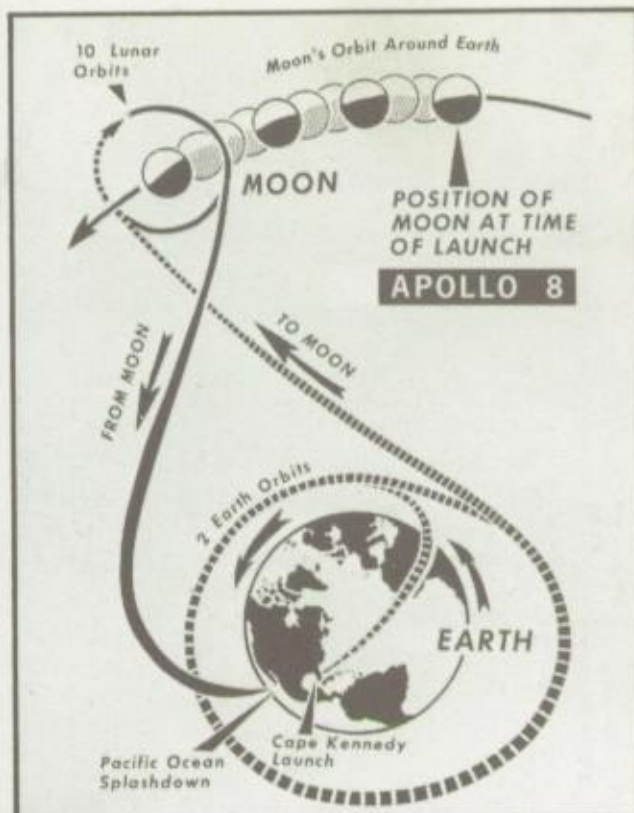 10 Lunar
Orbits
Moon's Orbit Around Earth
MOON
POSITION OF
MOON AT TIME
OF LAUNCH
APOLLO 8
FROM MOON
TO MOON
2 Earth Orbits
EARTH
Cape Kennedy
Launch
Pacific Ocean
Splashdown